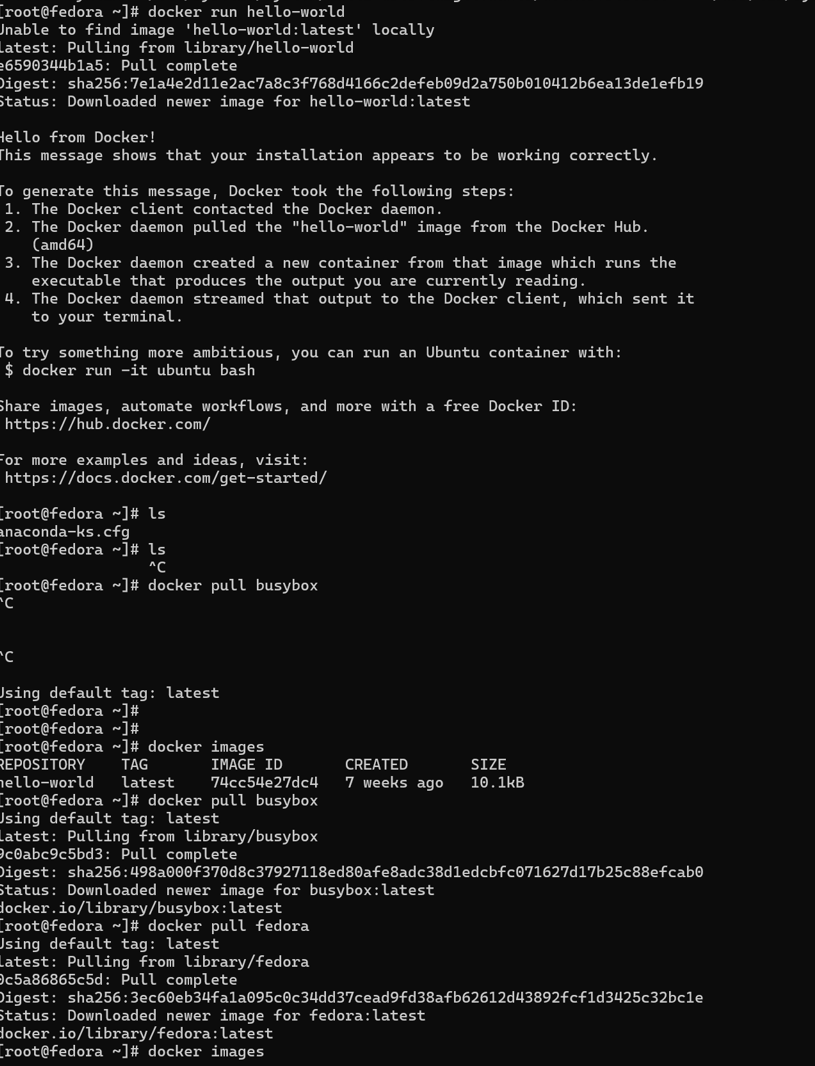 [root@fedora ~]# docker run hello-world
Unable to find image 'hello-world:latest' locally
latest: Pulling from library/hello-world
e6590344b1a5: Pull complete
Digest: sha256:7e1a4e2d11e2ac7a8c3f768d4166c2defeb09d2a750b010412b6ea13de1efb19
Status: Downloaded newer image for hello-world:latest
Hello from Docker!
This message shows that your installation appears to be working correctly.
To generate this message, Docker took the following steps:
1. The Docker client contacted the Docker daemon.
2. The Docker daemon pulled the "hello-world" image from the Docker Hub.
(amd64)
3. The Docker daemon created a new container from that image which runs the
executable that produces the output you are currently reading.
4. The Docker daemon streamed that output to the Docker client, which sent it
to your terminal.
To try something more ambitious, you can run an Ubuntu container with:
$ docker run -it ubuntu bash
Share images, automate workflows, and more with a free Docker ID:
https://hub.docker.com/
For more examples and ideas, visit:
https://docs.docker.com/get-started/
[root@fedora ~]# ls
anaconda-ks.cfg
[root@fedora ~]# ls
^C
[root@fedora ~]# docker pull busybox
^C
^C
Using default tag: latest
[root@fedora ~]#
[root@fedora ~]#
[root@fedora ~]# docker images
REPOSITORY TAG IMAGE ID CREATED SIZE
hello-world latest 74cc54e27dc4 7 weeks ago 10.1kB
[root@fedora ~]# docker pull busybox
Using default tag: latest
latest: Pulling from library/busybox
9c0abc9c5bd3: Pull complete
Digest: sha256:498a000f370d8c37927118ed80afe8adc38d1edcbfc071627d17b25c88efcab0
Status: Downloaded newer image for busybox:latest
docker.io/library/busybox:latest
[root@fedora ~]# docker pull fedora
Using default tag: latest
latest: Pulling from library/fedora
0c5a86865c5d: Pull complete
Digest: sha256:3ec60eb34fa1a095c0c34dd37cead9fd38afb62612d43892fcf1d3425c32bc1e
Status: Downloaded newer image for fedora:latest
docker.io/library/fedora:latest
[root@fedora ~]# docker images